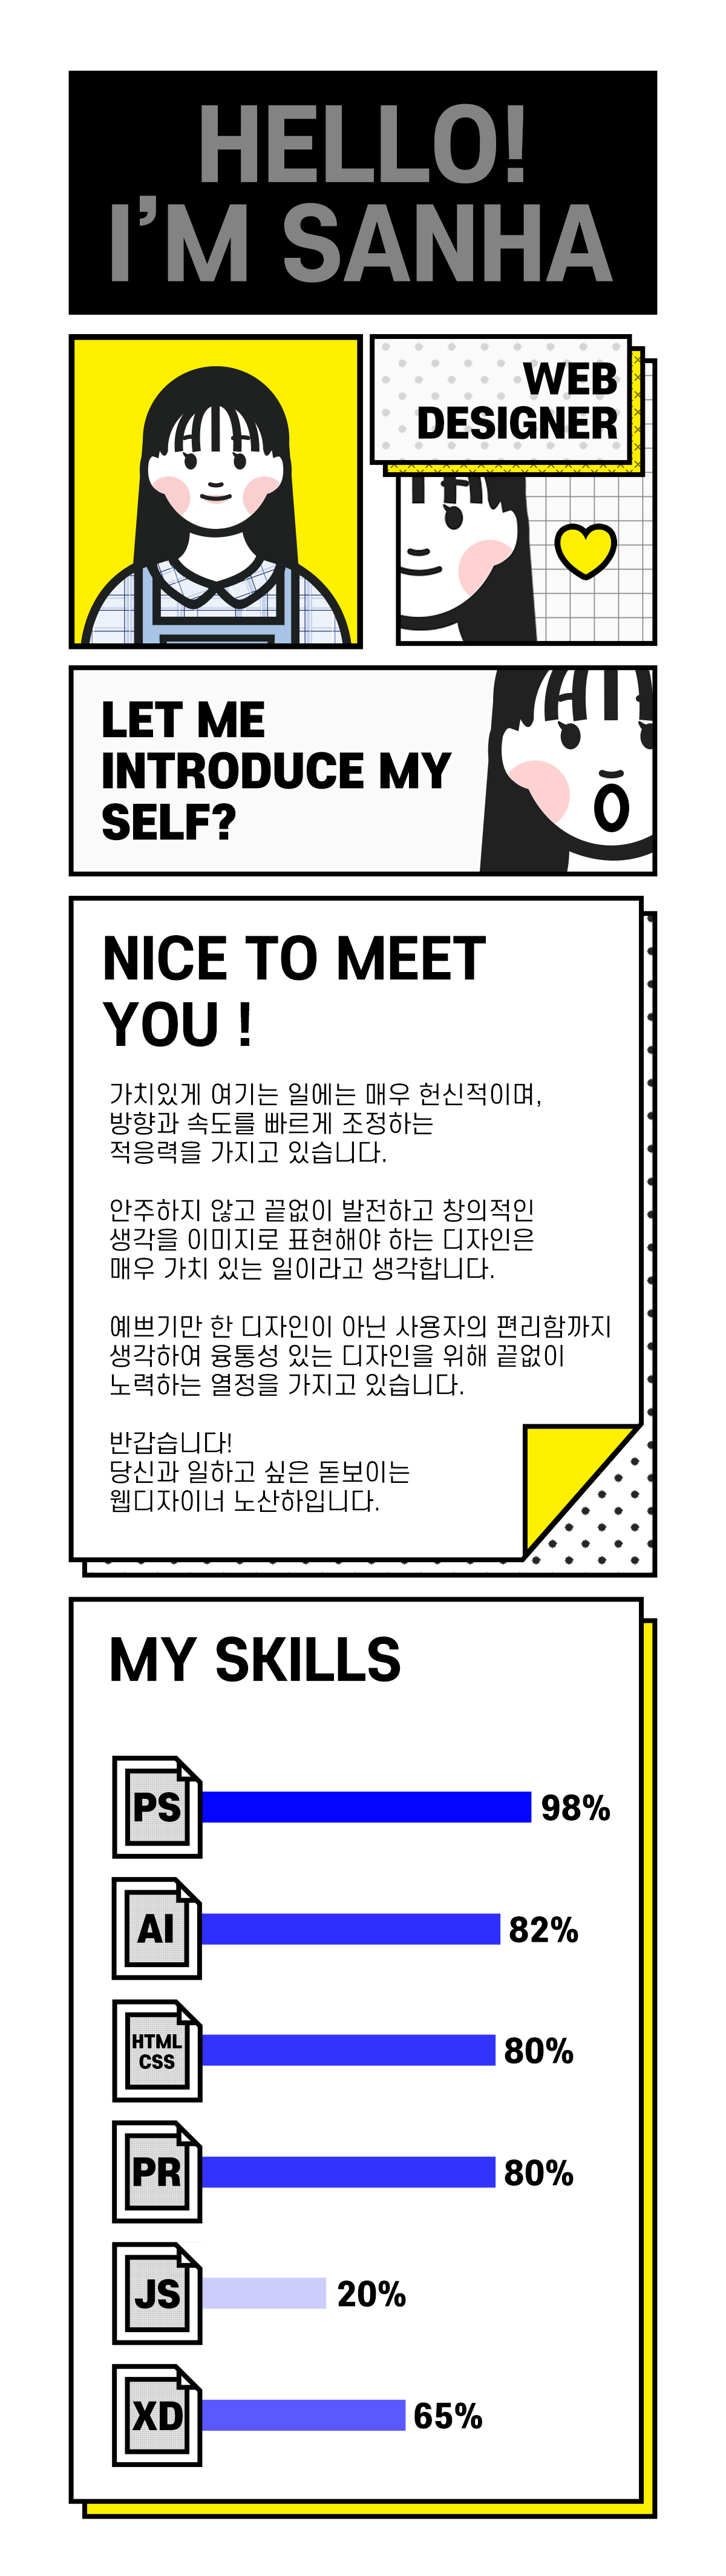 HELLO!
I’M SANHA
WEB
DESIGNER
LET ME
INTRODUCE MY
SELF?
NICE TO MEET
YOU !
가치있게 여기는 일에는 매우 헌신적이며,
방향과 속도를 빠르게 조정하는
적응력을 가지고 있습니다.
안주하지 않고 끝없이 발전하고 창의적인
생각을 이미지로 표현해야 하는 디자인은
매우 가치 있는 일이라고 생각합니다.
예쁘기만 한 디자인이 아닌 사용자의 편리함까지
생각하여 융통성 있는 디자인을 위해 끝없이
노력하는 열정을 가지고 있습니다.
반갑습니다!
당신과 일하고 싶은 돋보이는
웹디자이너 노산하입니다.
MY SKILLS
PS
98%
AI
82%
HTML
CSS
80%
PR
80%
JS
20%
XD
65%